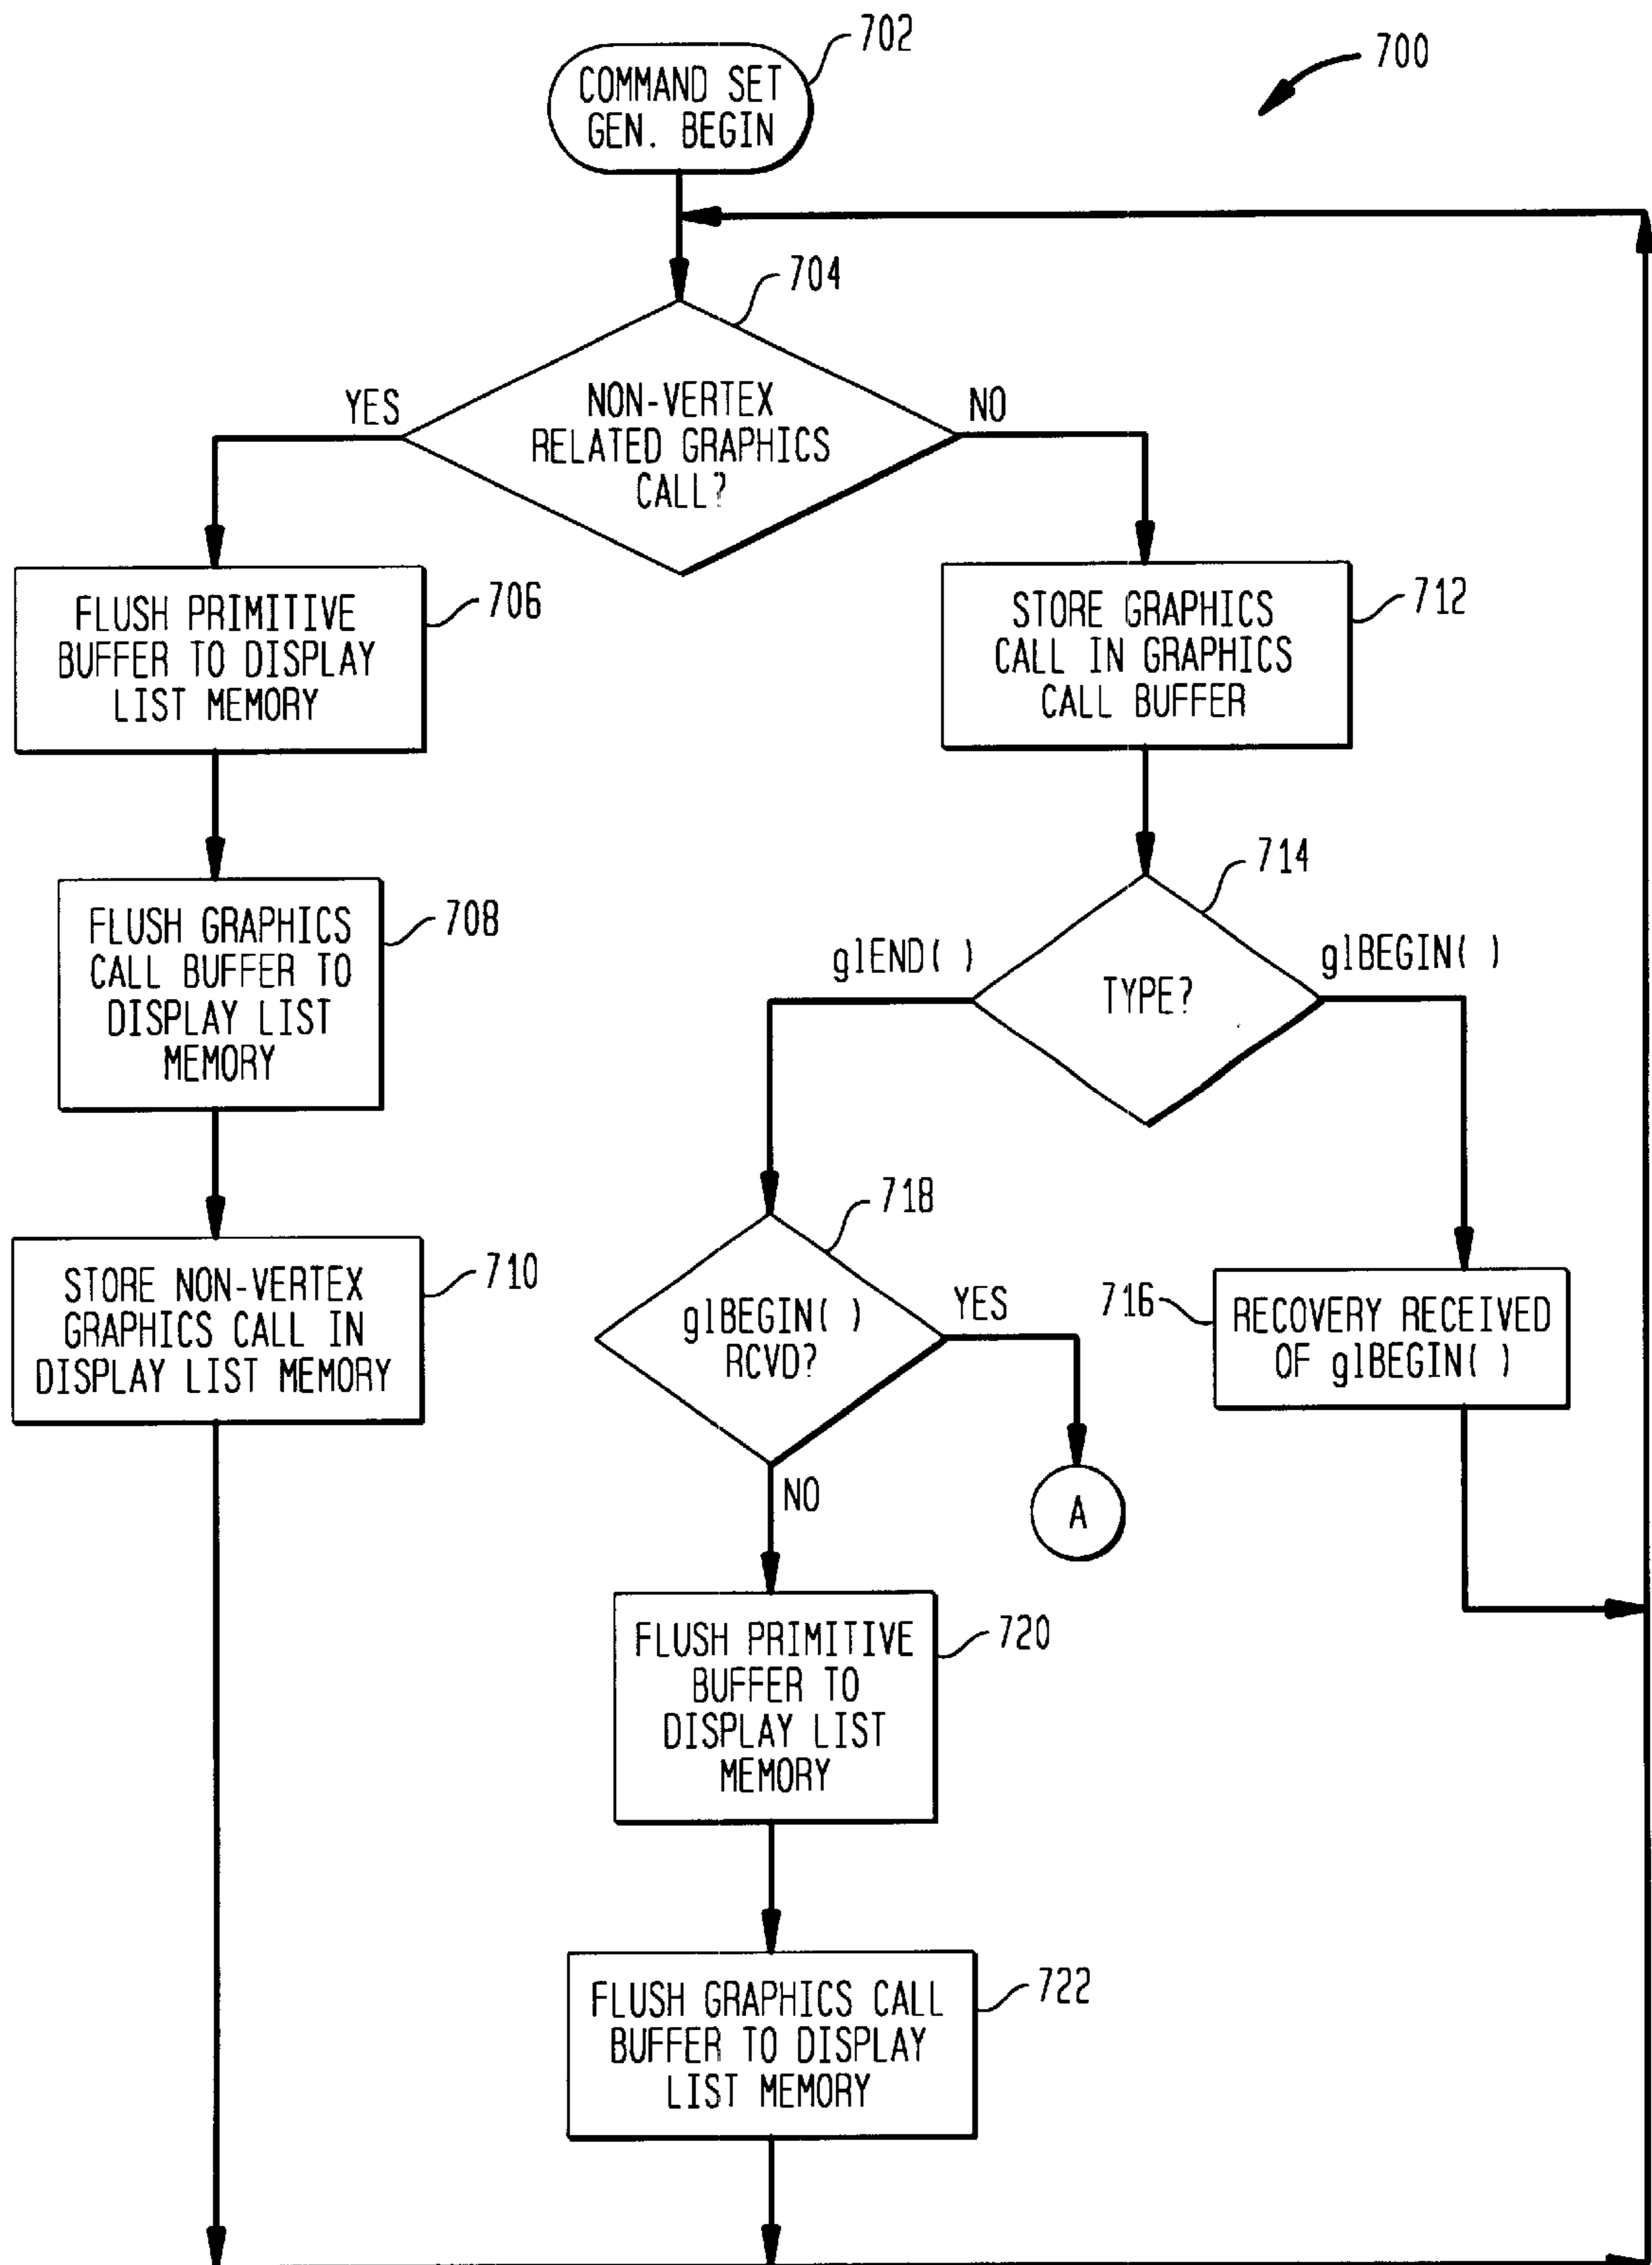 702
COMMAND SET
GEN. BEGIN
700
704
YES
NON-VERTEX
RELATED GRAPHICS
CALL?
NO
FLUSH PRIMITIVE
BUFFER TO DISPLAY
LIST MEMORY
706
STORE GRAPHICS
CALL IN GRAPHICS
CALL BUFFER
712
FLUSH GRAPHICS
CALL BUFFER TO
DISPLAY LIST
MEMORY
708
714
glEND( )
TYPE?
glBEGIN( )
STORE NON-VERTEX
GRAPHICS CALL IN
DISPLAY LIST MEMORY
710
718
glBEGIN( )
RCVD?
YES
716
RECOVERY RECEIVED
OF glBEGIN( )
NO
A
FLUSH PRIMITIVE
BUFFER TO
DISPLAY LIST
MEMORY
720
FLUSH GRAPHICS CALL
BUFFER TO DISPLAY
LIST MEMORY
722